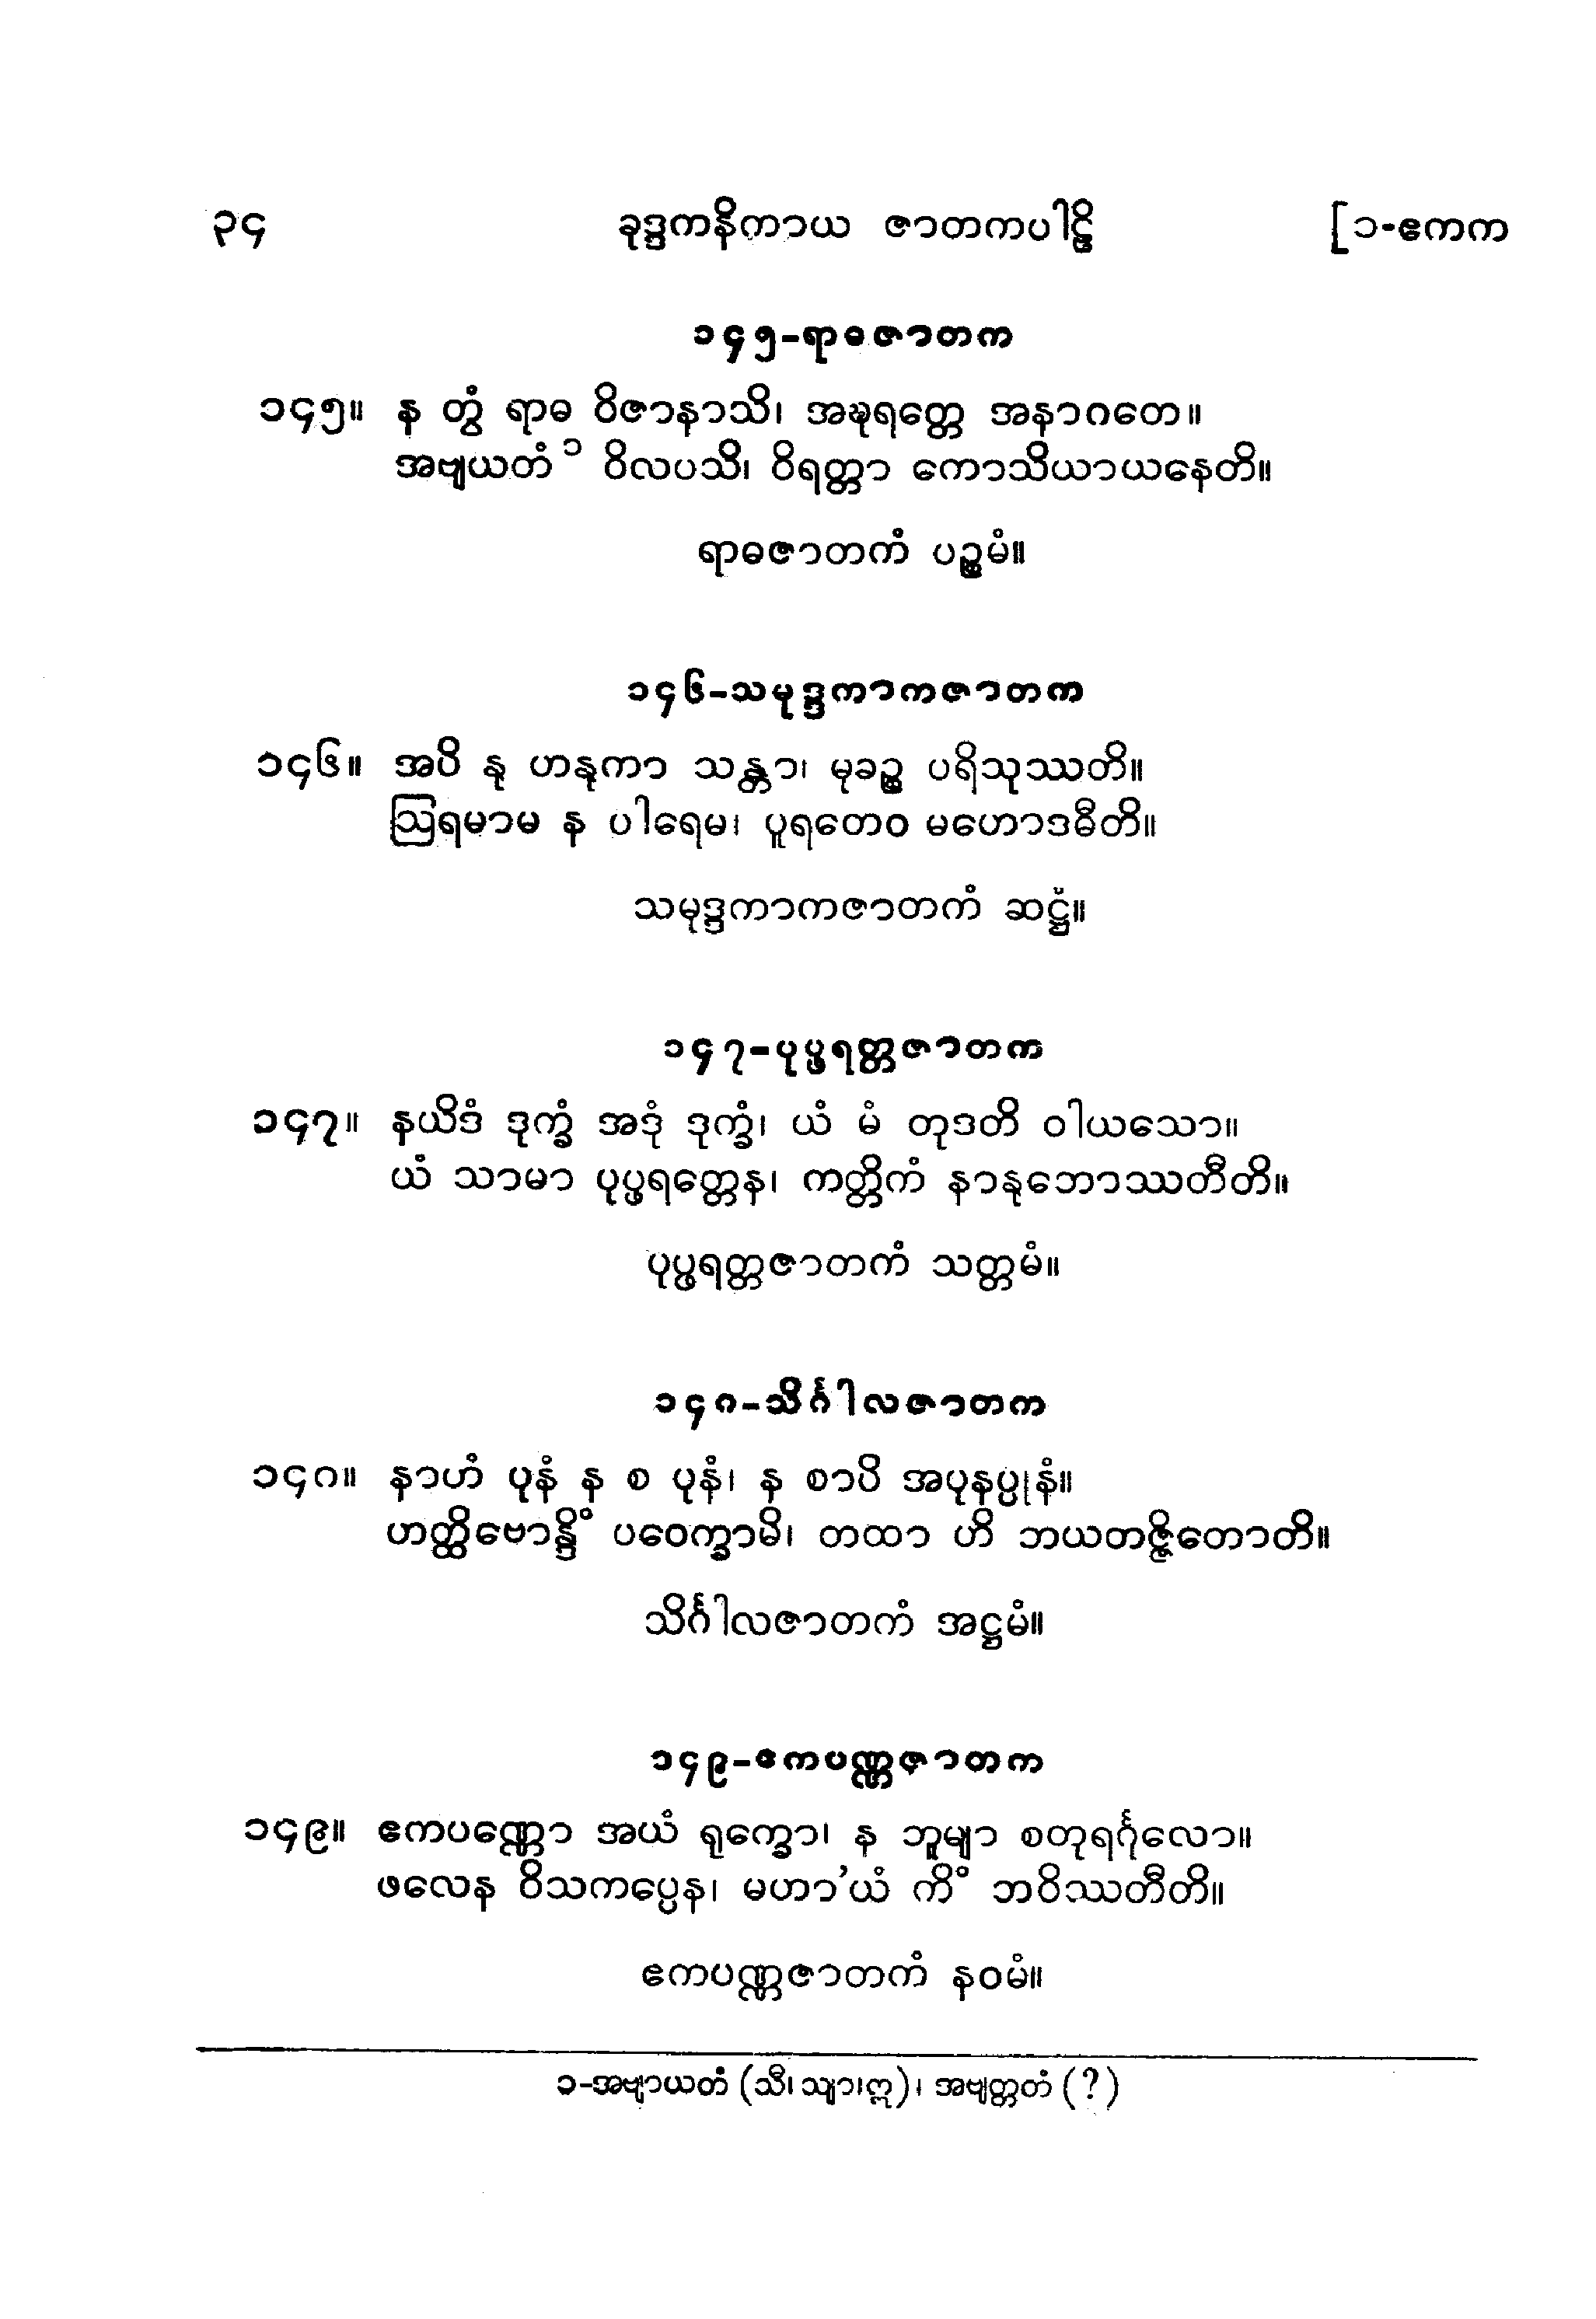 ၃၄ ခုဒ္ဒကနိကာယ ဇာတကပါဠိ [၁-ဧကက
၁၄၅-ရာဓဇာတက
၁၄၅။ န တွံ ရာဓ ဝိဇာနာသိ၊ အဍ္ဎရတ္တေ အနာဂတေ။
အဗျယတံ ၁ ဝိလပသိ၊ ဝိရတ္တာ ကောသိယာယနေတိ။
ရာဓဇာတကံ ပဉ္စမံ။
၁၄၆-သမုဒ္ဒကာကဇာတက
၁၄၆။ အပိ နု ဟနုကာ သန္တာ၊ မုခဉ္စ ပရိသုဿတိ။
ဩရမာမ န ပါရေမ၊ ပူရတေဝ မဟောဒဓီတိ။
သမုဒ္ဒကာကဇာတကံ ဆဋ္ဌံ။
၁၄၇-ပုပ္ဖရတ္တဇာတက
၁၄၇။ နယိဒံ ဒုက္ခံ အဒုံ ဒုက္ခံ၊ ယံ မံ တုဒတိ ဝါယသော။
ယံ သာမာ ပုပ္ဖရတ္တေန၊ ကတ္တိကံ နာနုဘောဿတီတိ။
ပုပ္ဖရတ္တဇာတကံ သတ္တမံ။
၁၄၈-သိင်္ဂါလဇာတက
၁၄၈။ နာဟံ ပုနံ န စ ပုနံ၊ န စာပိ အပုနပ္ပုနံ။
ဟတ္ထိဗောန္ဒိံ ပဝေက္ခာမိ၊ တထာ ဟိ ဘယတဇ္ဇိတောတိ။
သိင်္ဂါလဇာတကံ အဋ္ဌမံ။
၁၄၉-ဧကပဏ္ဏဇာတက
၁၄၉။ ဧကပဏ္ဏော အယံ ရုက္ခော၊ န ဘူမျာ စတုရင်္ဂုလော။
ဖလေန ဝိသကပ္ပေန၊ မဟာ’ယံ ကိံ ဘဝိဿတီတိ။
ဧကပဏ္ဏဇာတကံ နဝမံ။
၁-အဗျာယတံ (သီ၊ သျာ၊ ဣ)၊ အဗျတ္တတံ (?)